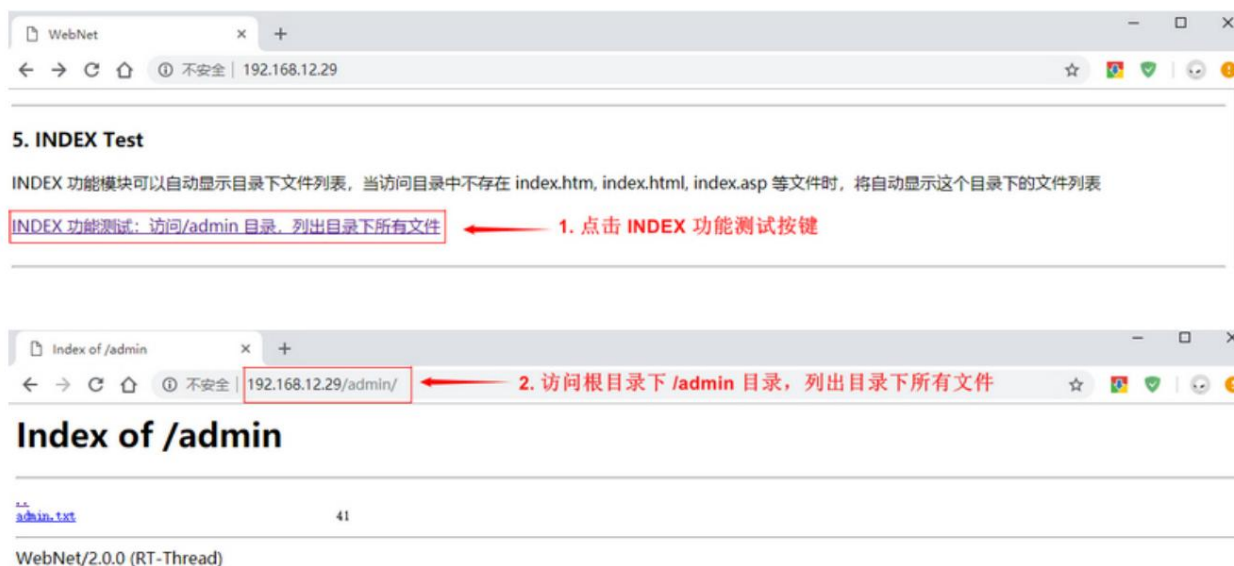 WebNet
不安全 192.168.12.29
5. INDEX Test
INDEX 功能模块可以自动显示目录下文件列表，当访问目录中不存在 index.htm, index.html, index.asp 等文件时，将自动显示这个目录下的文件列表
INDEX 功能测试：访问/admin 目录，列出目录下所有文件 1. 点击 INDEX 功能测试按键
Index of /admin
不安全 192.168.12.29/admin/ 2. 访问根目录下 /admin 目录，列出目录下所有文件
Index of /admin
..
admin.txt 41
WebNet/2.0.0 (RT-Thread)